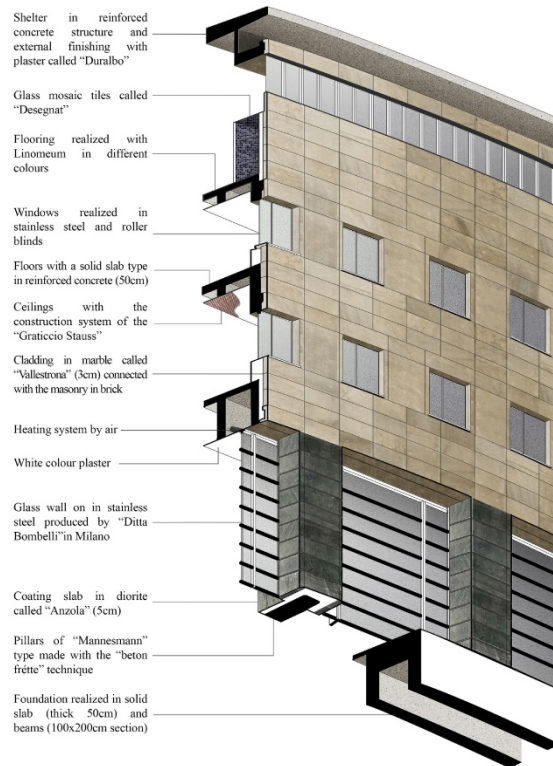 Shelter in reinforced
concrete structure and
external finishing with
plaster called “Duralbo”
Glass mosaic tiles called
“Desegnat”
Flooring realized with
Linomeum in different
colours
Windows realized in
stainless steel and roller
blinds
Floors with a solid slab type
in reinforced concrete (50cm)
Ceilings with the
construction system of the
“Graticcio Stauss”
Cladding in marble called
“Vallestrona” (3cm) connected
with the masonry in brick
Heating system by air
White colour plaster
Glass wall on in stainless
steel produced by “Ditta
Bombelli”in Milano
Coating slab in diorite
called “Anzola” (5cm)
Pillars of “Mannesmann”
type made with the “beton
frétte” technique
Foundation realized in solid
slab (thick 50cm) and
beams (100x200cm section)